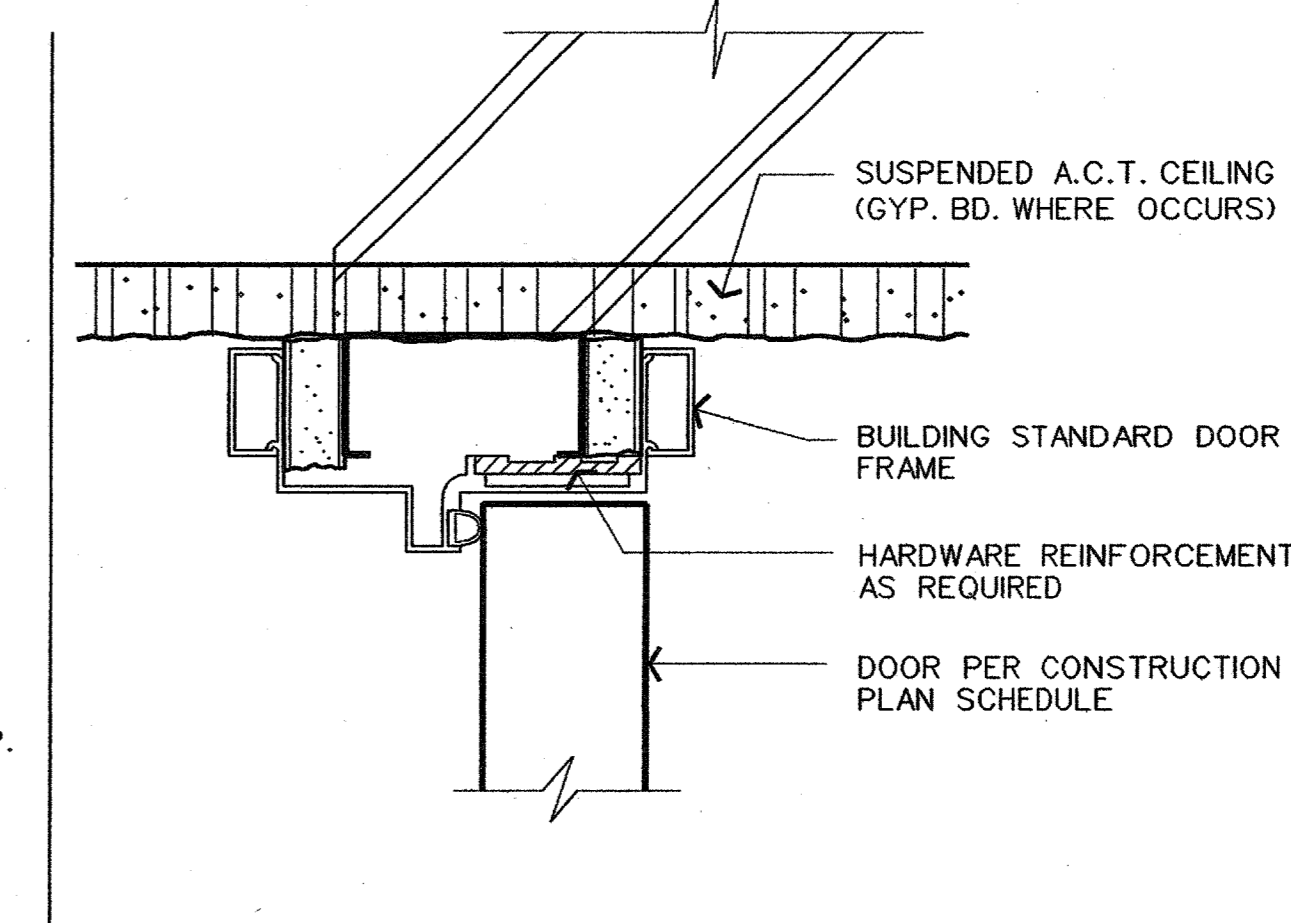 SUSPENDED A.C.T. CEILING
(GYP. BD. WHERE OCCURS)
BUILDING STANDARD DOOR
FRAME
HARDWARE REINFORCEMENT
AS REQUIRED
DOOR PER CONSTRUCTION
PLAN SCHEDULE